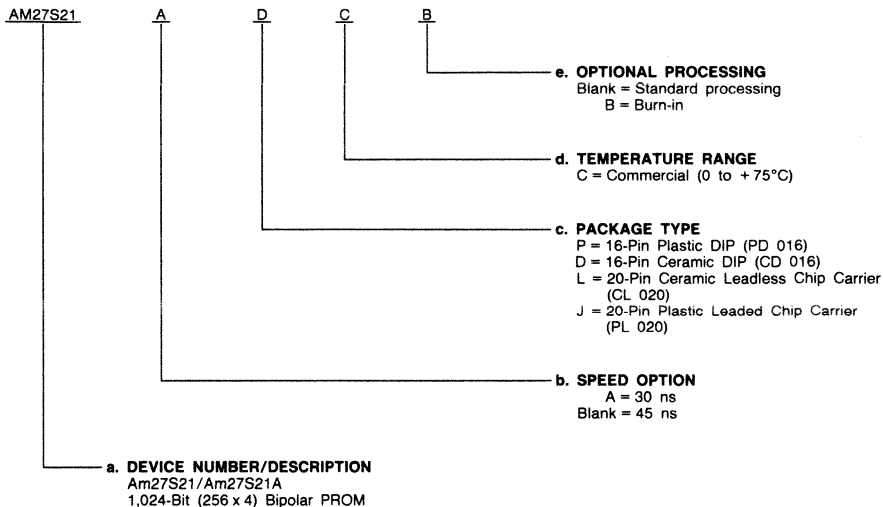 AM27S21 A D C B
e. OPTIONAL PROCESSING
Blank = Standard processing
B = Burn-in
d. TEMPERATURE RANGE
C = Commercial (0 to +75°C)
c. PACKAGE TYPE
P = 16-Pin Plastic DIP (PD 016)
D = 16-Pin Ceramic DIP (CD 016)
L = 20-Pin Ceramic Leadless Chip Carrier
(CL 020)
J = 20-Pin Plastic Leaded Chip Carrier
(PL 020)
b. SPEED OPTION
A = 30 ns
Blank = 45 ns
a. DEVICE NUMBER/DESCRIPTION
Am27S21/Am27S21A
1,024-Bit (256 x 4) Bipolar PROM